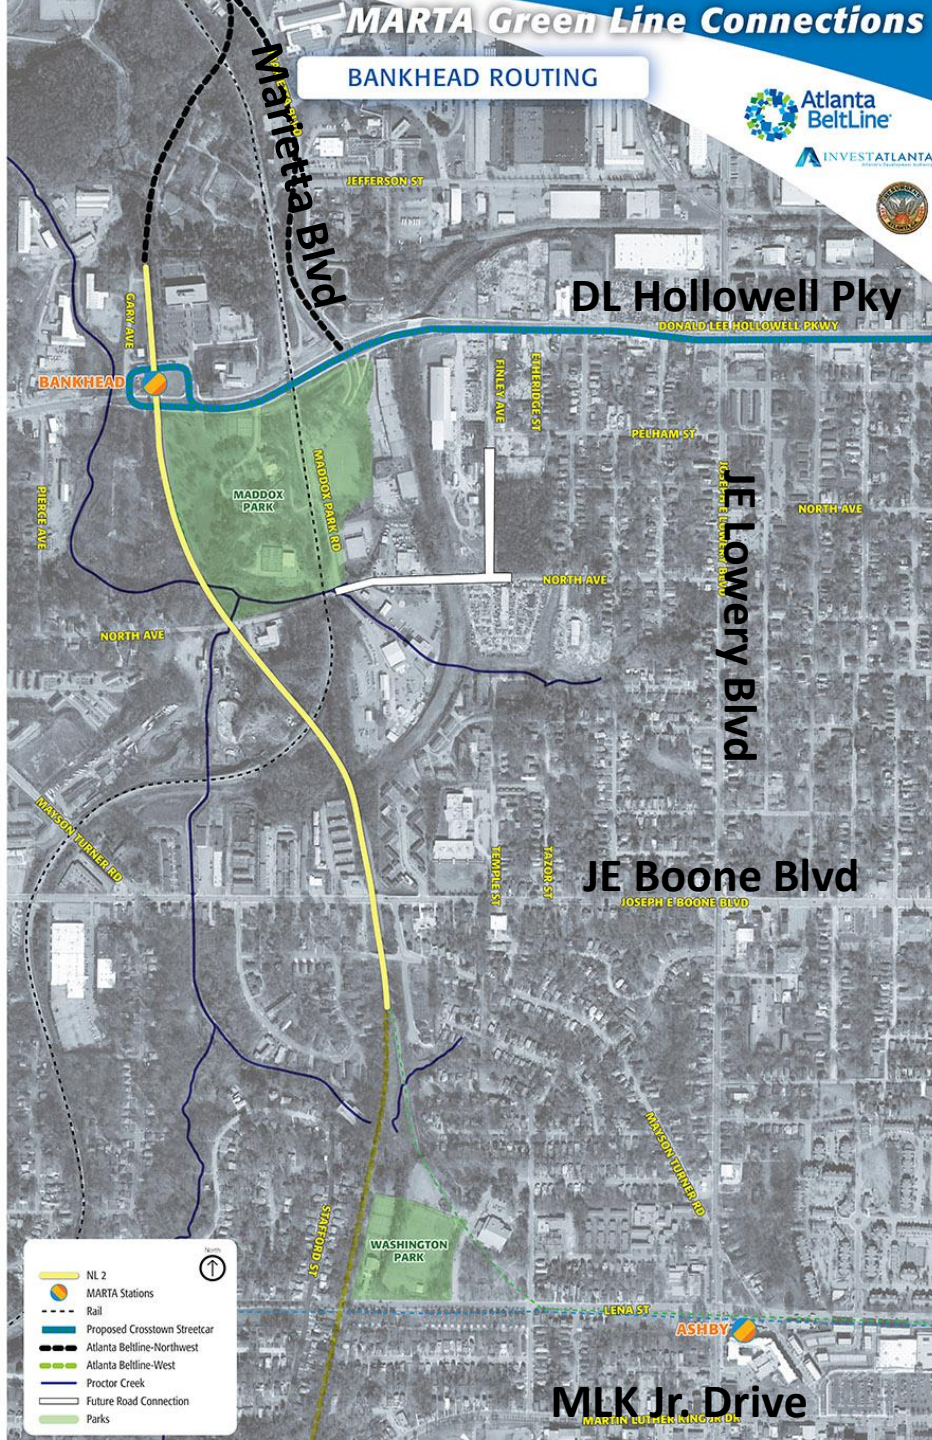 MARTA Green Line Connections
BANKHEAD ROUTING
Atlanta
BeltLine
INVEST ATLANTA
Marietta Blvd
JEFFERSON ST
DL Hollowell Pky
DONALD LEE HOLLOWELL PKWY
GARY AVE
BANKHEAD
FINLEY AVE
ETHERIDGE ST
PELHAM ST
MADDOX
PARK
MADDOX PARK RD
PIERCE AVE
JE Lowery Blvd
NORTH AVE
NORTH AVE
NORTH AVE
MAYSON TURNER RD
TEMPLE ST
TAZOR ST
JE Boone Blvd
JOSEPH E BOONE BLVD
MAYSON TURNER RD
STAFFORD ST
WASHINGTON
PARK
LENA ST
ASHBY
MLK Jr. Drive
MARTIN LUTHER KING JR DR
North
NL 2
MARTA Stations
Rail
Proposed Crosstown Streetcar
Atlanta Beltline-Northwest
Atlanta Beltline-West
Proctor Creek
Future Road Connection
Parks